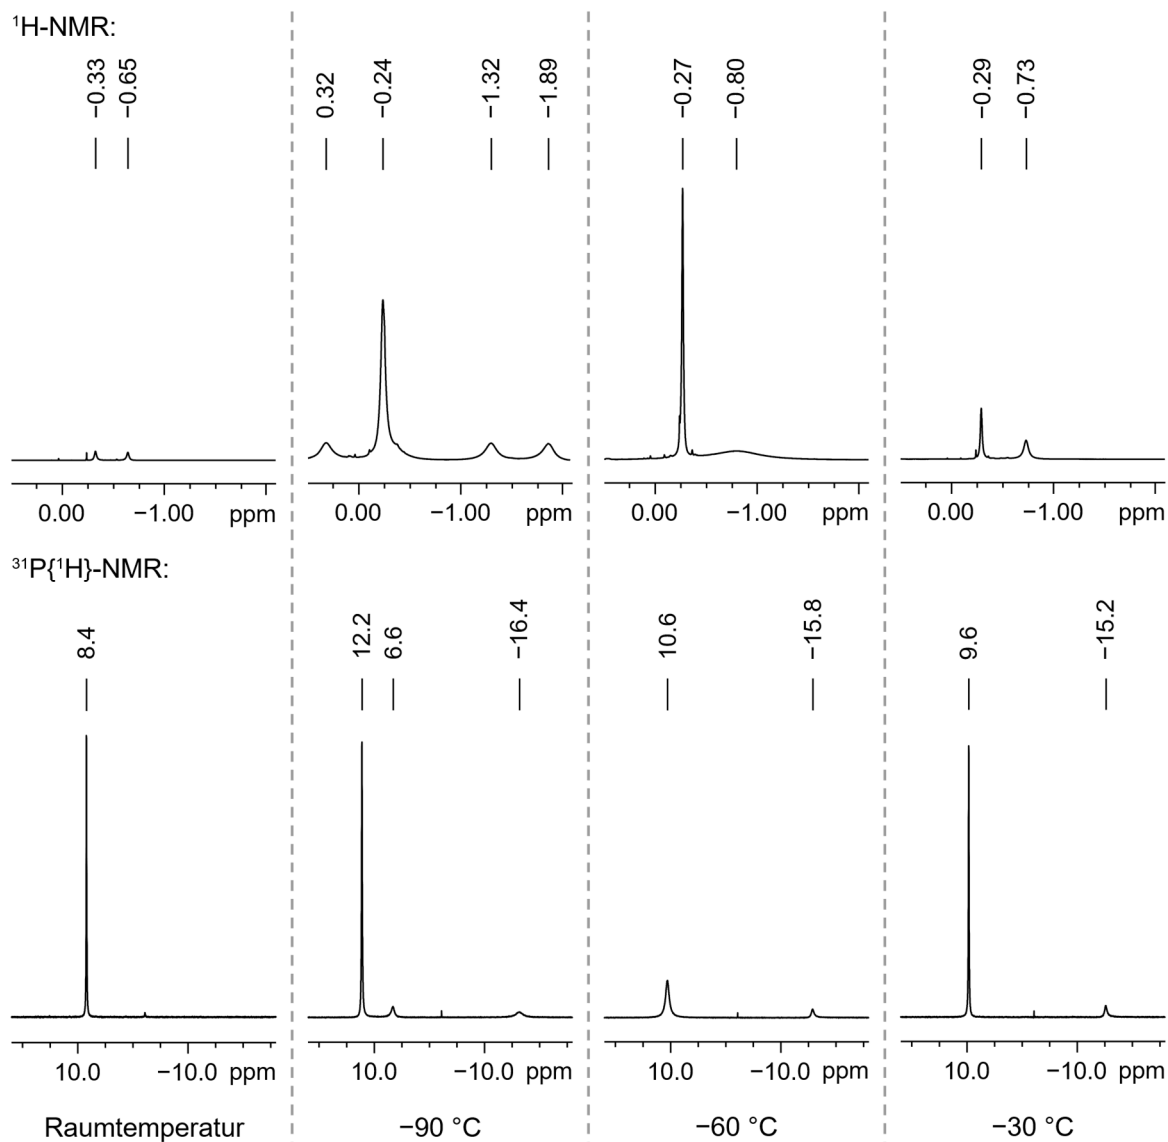 ¹H-NMR:
−0.33 −0.65 0.32 −0.24 −1.32 −1.89 −0.27 −0.80 −0.29 −0.73
0.00 −1.00 ppm 0.00 −1.00 ppm 0.00 −1.00 ppm 0.00 −1.00 ppm
³¹P{¹H}-NMR:
8.4 12.2 6.6 −16.4 10.6 −15.8 9.6 −15.2
10.0 −10.0 ppm 10.0 −10.0 ppm 10.0 −10.0 ppm 10.0 −10.0 ppm
Raumtemperatur −90 °C −60 °C −30 °C